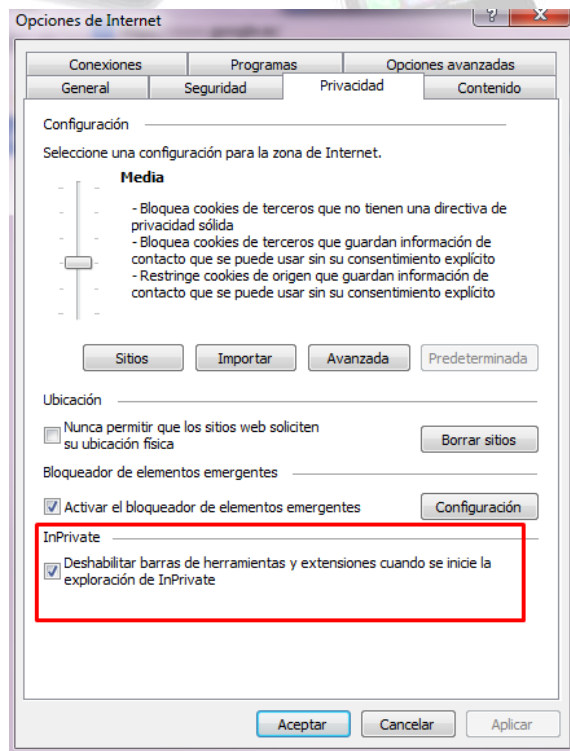 Opciones de Internet
Conexiones Programas Opciones avanzadas
General Seguridad Privacidad Contenido
Configuración
Seleccione una configuración para la zona de Internet.
Media
- Bloquea cookies de terceros que no tienen una directiva de
privacidad sólida
- Bloquea cookies de terceros que guardan información de
contacto que se puede usar sin su consentimiento explícito
- Restringe cookies de origen que guardan información de
contacto que se puede usar sin su consentimiento explícito
Sitios Importar Avanzada Predeterminada
Ubicación
Nunca permitir que los sitios web soliciten
su ubicación física
Borrar sitios
Bloqueador de elementos emergentes
Activar el bloqueador de elementos emergentes Configuración
InPrivate
Deshabilitar barras de herramientas y extensiones cuando se inicie la
exploración de InPrivate
Aceptar Cancelar Aplicar